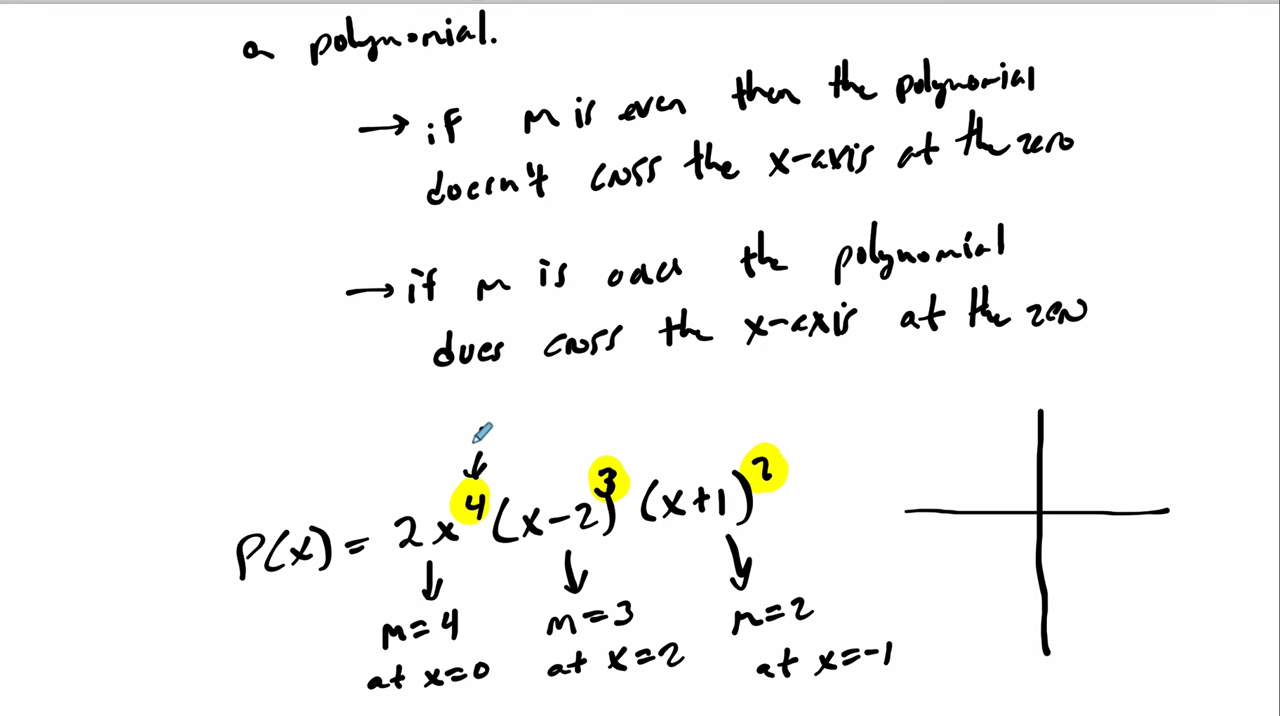 a polynomial.
→ if m is even then the polynomial
doesn't cross the x-axis at the zero
→ if m is odd the polynomial
does cross the x-axis at the zero
P(x) = 2x⁴(x-2)³(x+1)²
m=4 m=3 m=2
at x=0 at x=2 at x=-1